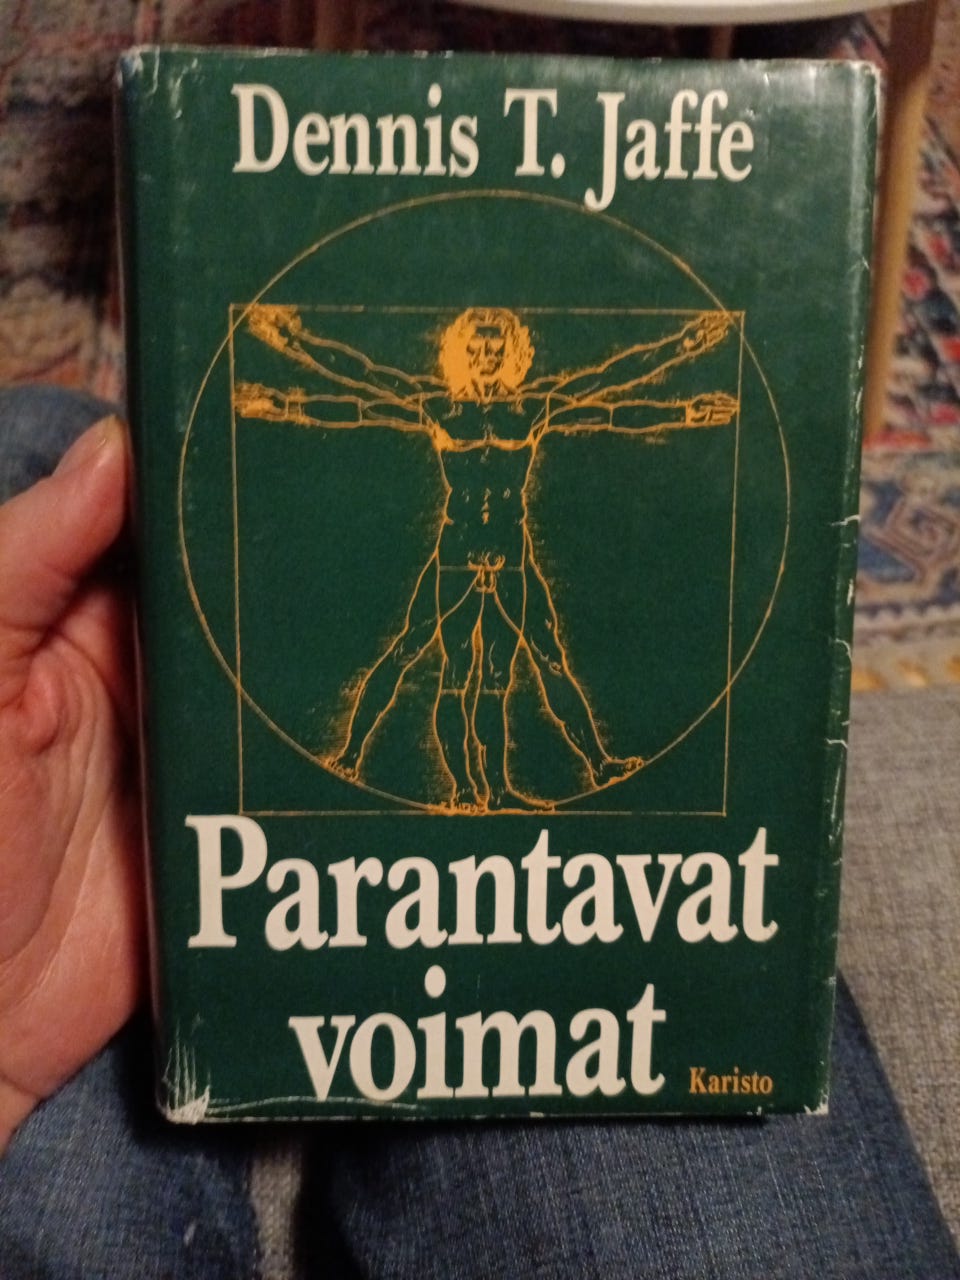 Dennis T. Jaffe
Parantavat
voimat
Karisto